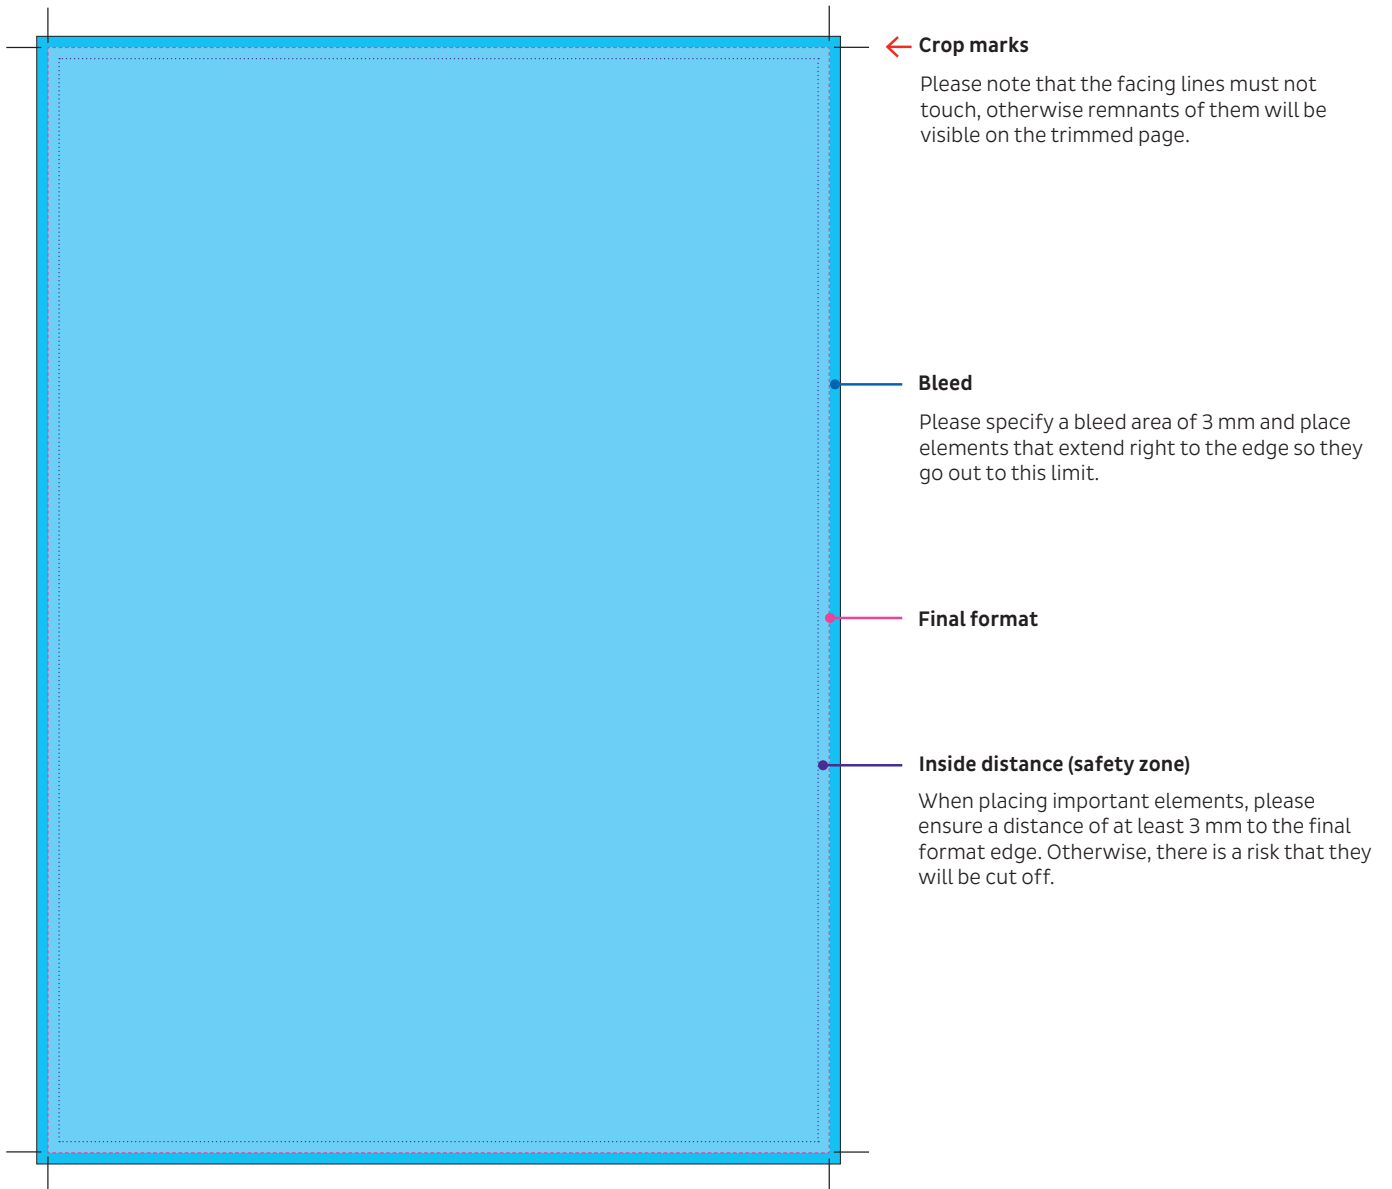 Crop marks
Please note that the facing lines must not
touch, otherwise remnants of them will be
visible on the trimmed page.
Bleed
Please specify a bleed area of 3 mm and place
elements that extend right to the edge so they
go out to this limit.
Final format
Inside distance (safety zone)
When placing important elements, please
ensure a distance of at least 3 mm to the final
format edge. Otherwise, there is a risk that they
will be cut off.